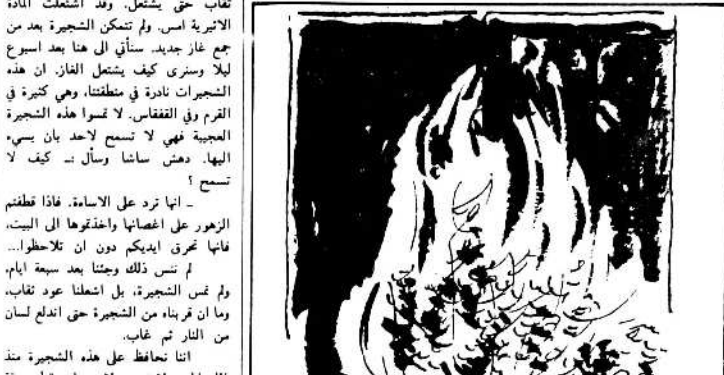 ثقاب حتى يشتعل. وقد اشتعلت المادة
الاثيرية امس. ولم تتمكن الشجيرة بعد من
جمع غاز جديد. سنأتي الى هنا بعد اسبوع
ليلا وسنرى كيف يشتعل الغاز. ان هذه
الشجيرات نادرة في منطقتنا، وهي كثيرة في
القرم وفي القفقاس. لا تمسوا هذه الشجيرة
العجيبة فهي لا تسمح لاحد بان يسيء
اليها. دهش ساشا وسأل :ـ كيف لا
تسمح ؟
ـ انها ترد على الاساءة. فاذا قطفتم
الزهور على اغصانها واخذتموا الى البيت،
فانها تحرق ايديكم دون ان تلاحظوا...
لم ننس ذلك وجئنا بعد سبعة ايام.
ولم نمس الشجيرة، بل اشعلنا عود ثقاب.
وما ان قربناه من الشجيرة حتى اندلع لسان
من النار ثم غاب.
اننا نحافظ على هذه الشجيرة منذ